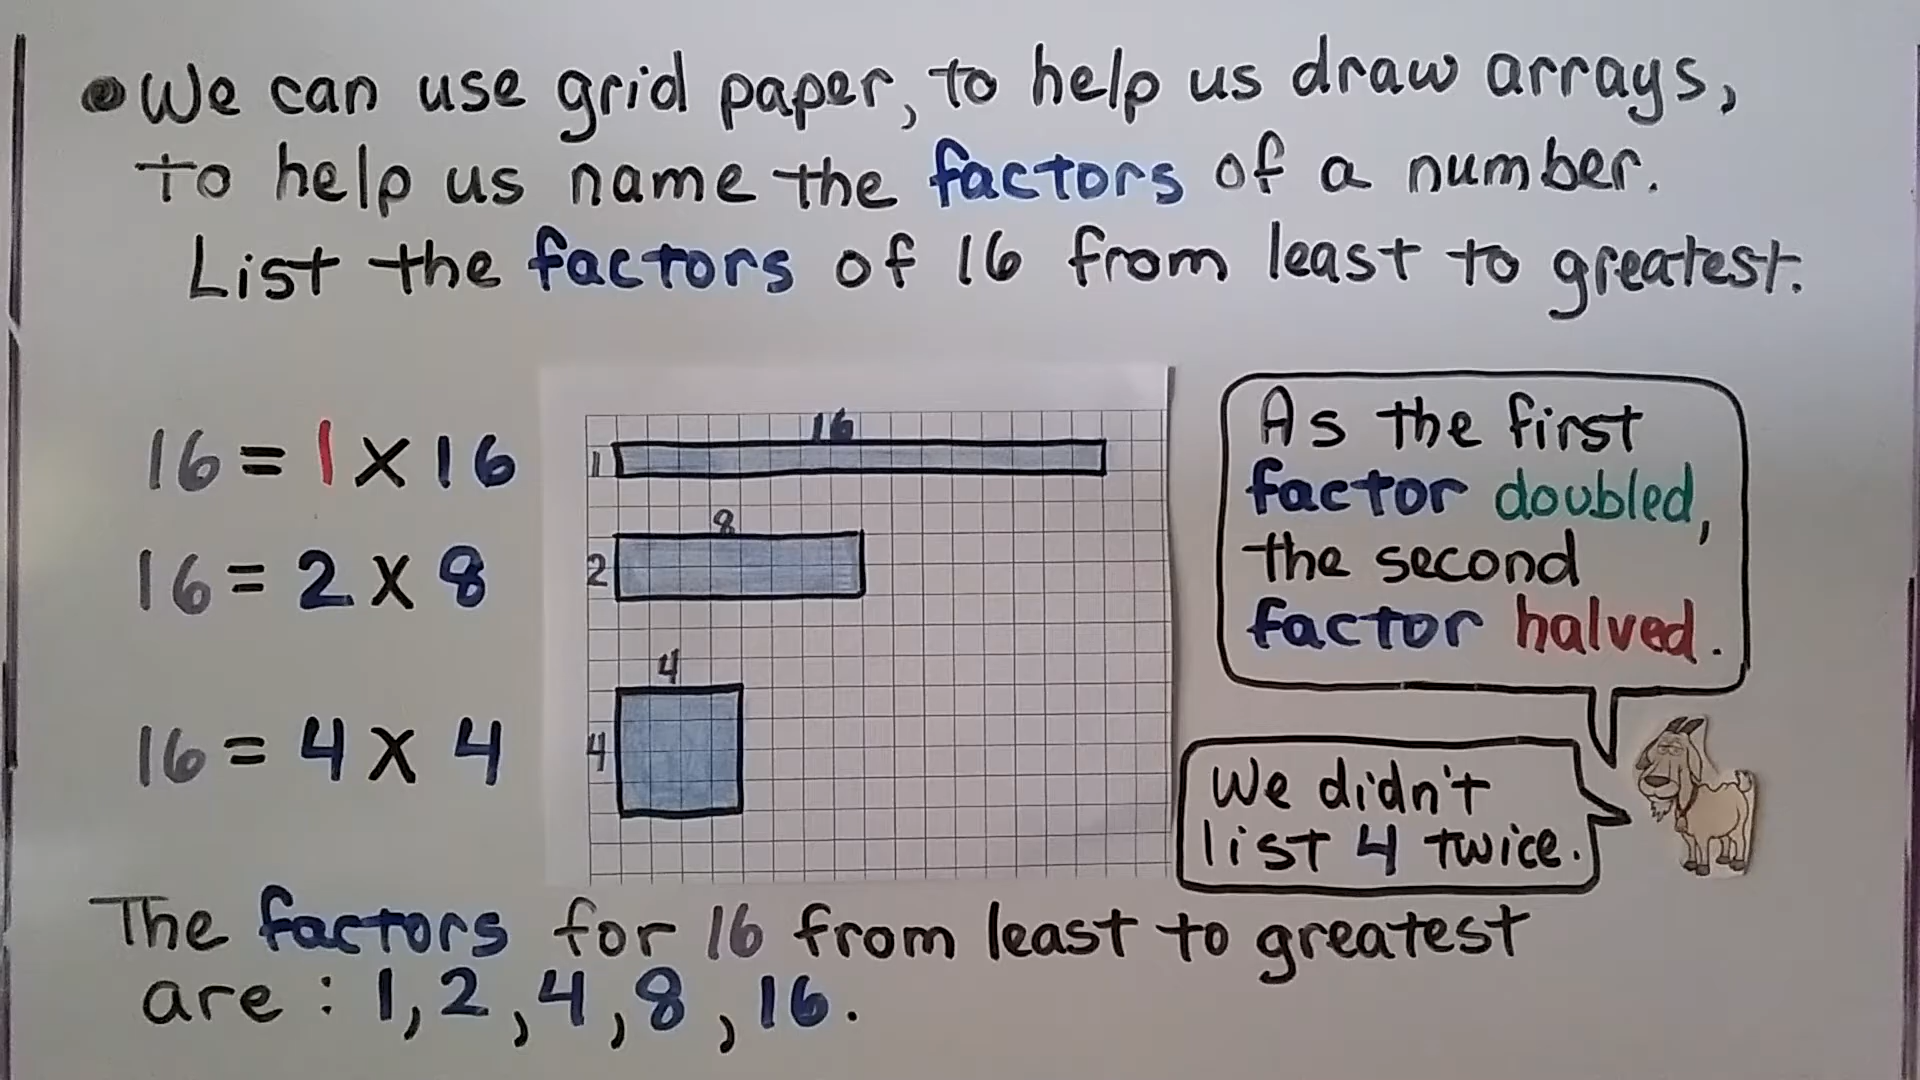 We can use grid paper, to help us draw arrays,
to help us name the factors of a number.
List the factors of 16 from least to greatest.
16 = 1 x 16
16 = 2 x 8
16 = 4 x 4
16
1
8
2
4
4
As the first
factor doubled,
the second
factor halved.
We didn't
list 4 twice.
The factors for 16 from least to greatest
are : 1, 2, 4, 8, 16.